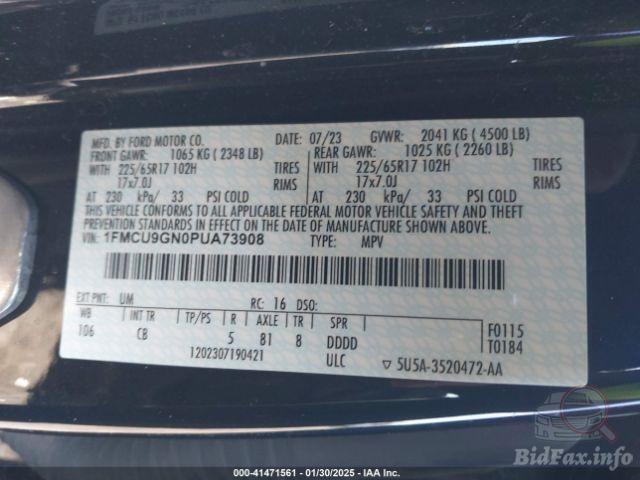 MFD. BY FORD MOTOR CO. DATE: 07/23 GVWR: 2041 KG ( 4500 LB)
FRONT GAWR: 1065 KG ( 2348 LB) REAR GAWR: 1025 KG ( 2260 LB)
WITH 225/65R17 102H TIRES WITH 225/65R17 102H TIRES
17x7.0J RIMS 17x7.0J RIMS
AT 230 kPa/ 33 PSI COLD AT 230 kPa/ 33 PSI COLD
THIS VEHICLE CONFORMS TO ALL APPLICABLE FEDERAL MOTOR VEHICLE SAFETY AND THEFT
PREVENTION STANDARDS IN EFFECT ON THE DATE OF MANUFACTURE SHOWN ABOVE.
VIN: 1FMCU9GN0PUA73908 TYPE: MPV
EXT PNT: UM RC: 16 DSO:
WB INT TR TP/PS R AXLE TR SPR
106 CB 5 81 8 DDDD
F0115
T0184
1202307190421 ULC ▽ 5U5A-3520472-AA
BidFax.info
000-41471561 - 01/30/2025 - IAA Inc.